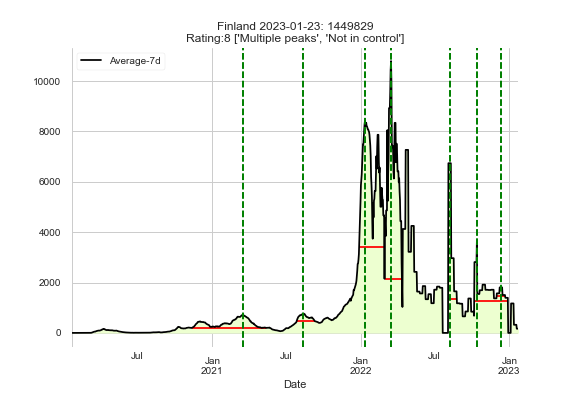 Finland 2023-01-23: 1449829
Rating:8 ['Multiple peaks', 'Not in control']
Average-7d
10000
8000
6000
4000
2000
0
Jul
Jan
2021
Jul
Jan
2022
Jul
Jan
2023
Date